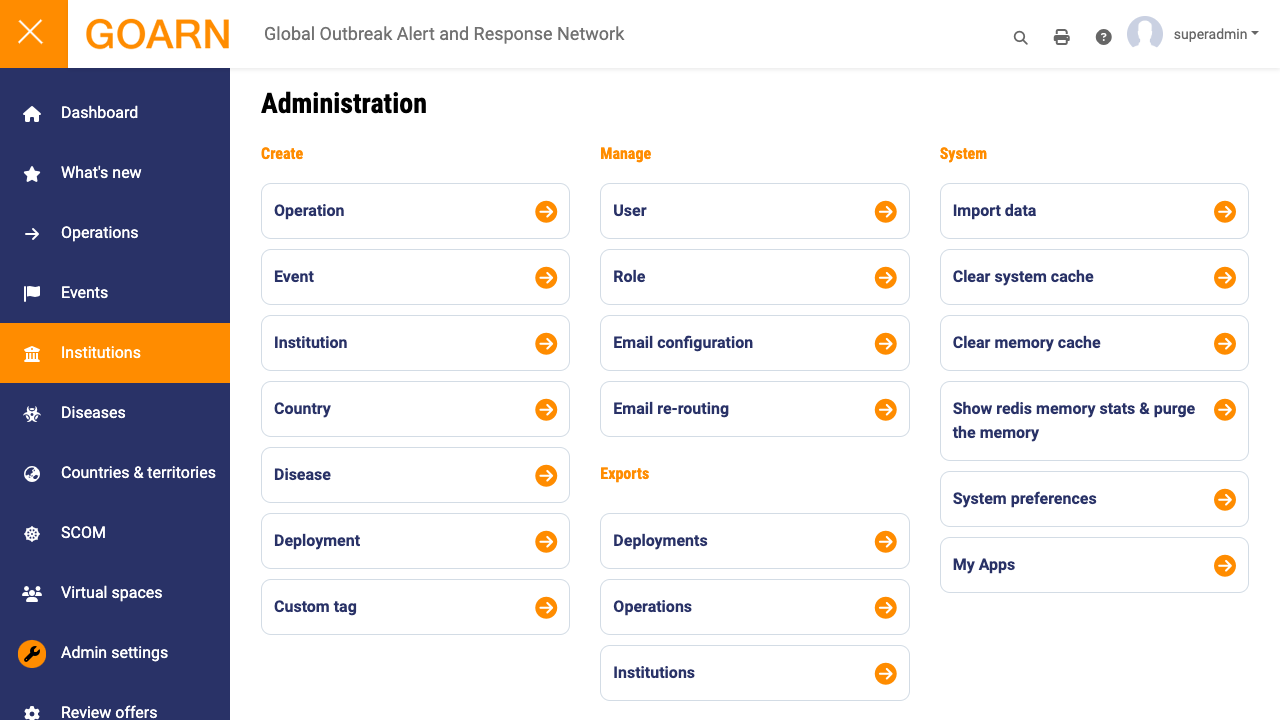 GOARN
Global Outbreak Alert and Response Network
superadmin
Dashboard
What's new
Operations
Events
Institutions
Diseases
Countries & territories
SCOM
Virtual spaces
Admin settings
Review offers
Administration
Create
Operation
Event
Institution
Country
Disease
Deployment
Custom tag
Manage
User
Role
Email configuration
Email re-routing
Exports
Deployments
Operations
Institutions
System
Import data
Clear system cache
Clear memory cache
Show redis memory stats & purge
the memory
System preferences
My Apps